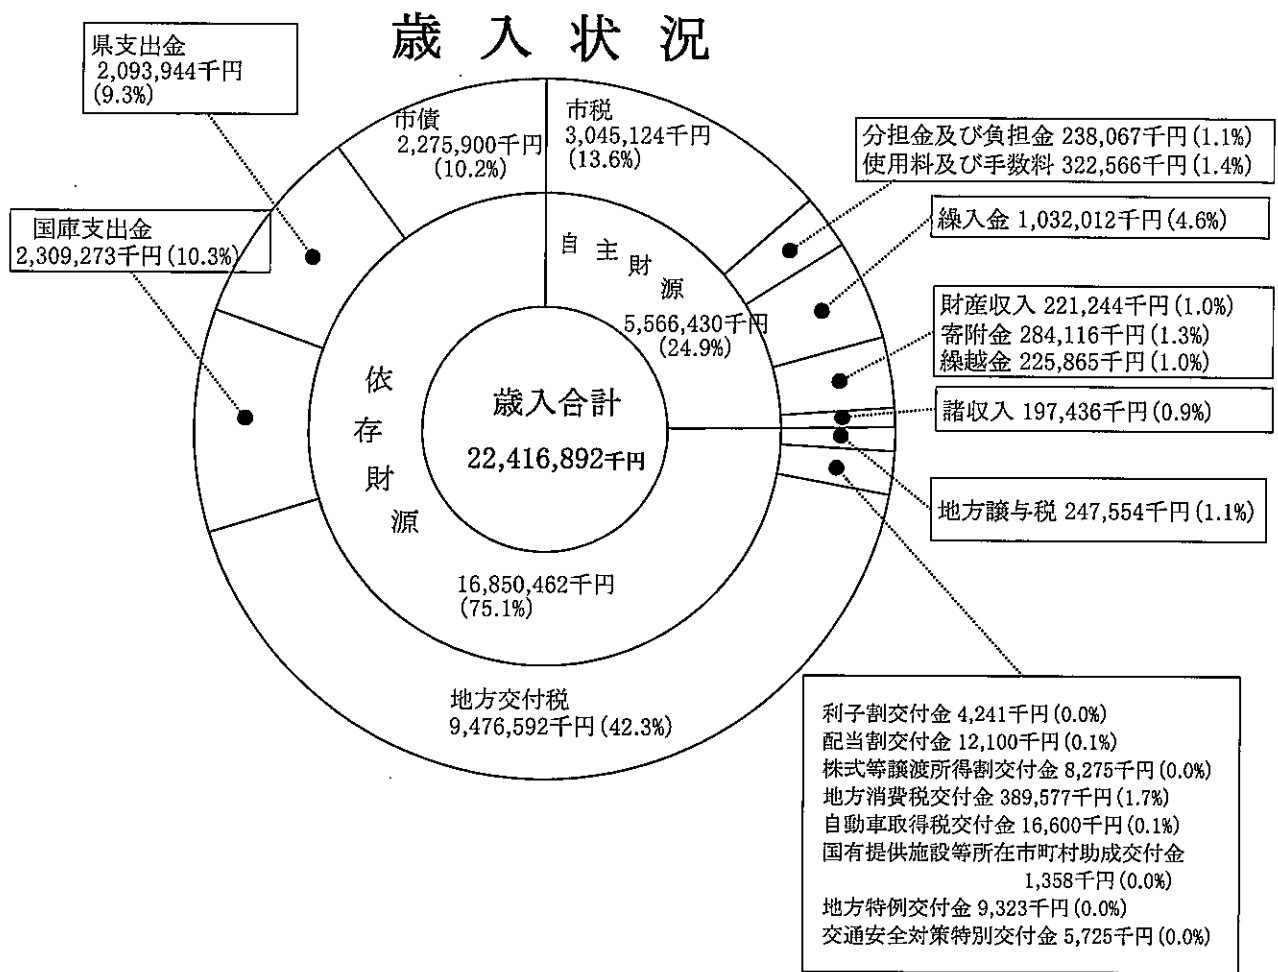 歳入状況
県支出金
2,093,944千円
(9.3%)
市債
2,275,900千円
(10.2%)
市税
3,045,124千円
(13.6%)
分担金及び負担金 238,067千円(1.1%)
使用料及び手数料 322,566千円(1.4%)
繰入金 1,032,012千円(4.6%)
国庫支出金
2,309,273千円(10.3%)
自主財源
5,566,430千円
(24.9%)
財産収入 221,244千円(1.0%)
寄附金 284,116千円(1.3%)
繰越金 225,865千円(1.0%)
諸収入 197,436千円(0.9%)
歳入合計
22,416,892千円
依存財源
16,850,462千円
(75.1%)
地方譲与税 247,554千円(1.1%)
地方交付税
9,476,592千円(42.3%)
利子割交付金 4,241千円(0.0%)
配当割交付金 12,100千円(0.1%)
株式等譲渡所得割交付金 8,275千円(0.0%)
地方消費税交付金 389,577千円(1.7%)
自動車取得税交付金 16,600千円(0.1%)
国有提供施設等所在市町村助成交付金
1,358千円(0.0%)
地方特例交付金 9,323千円(0.0%)
交通安全対策特別交付金 5,725千円(0.0%)